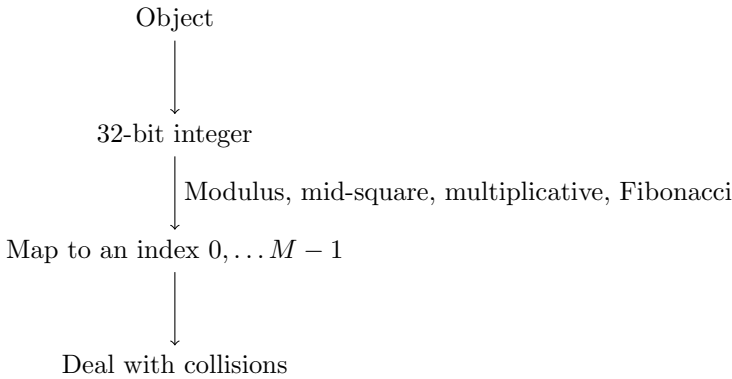 Object
32-bit integer
Modulus, mid-square, multiplicative, Fibonacci
Map to an index 0, . . . M − 1
Deal with collisions